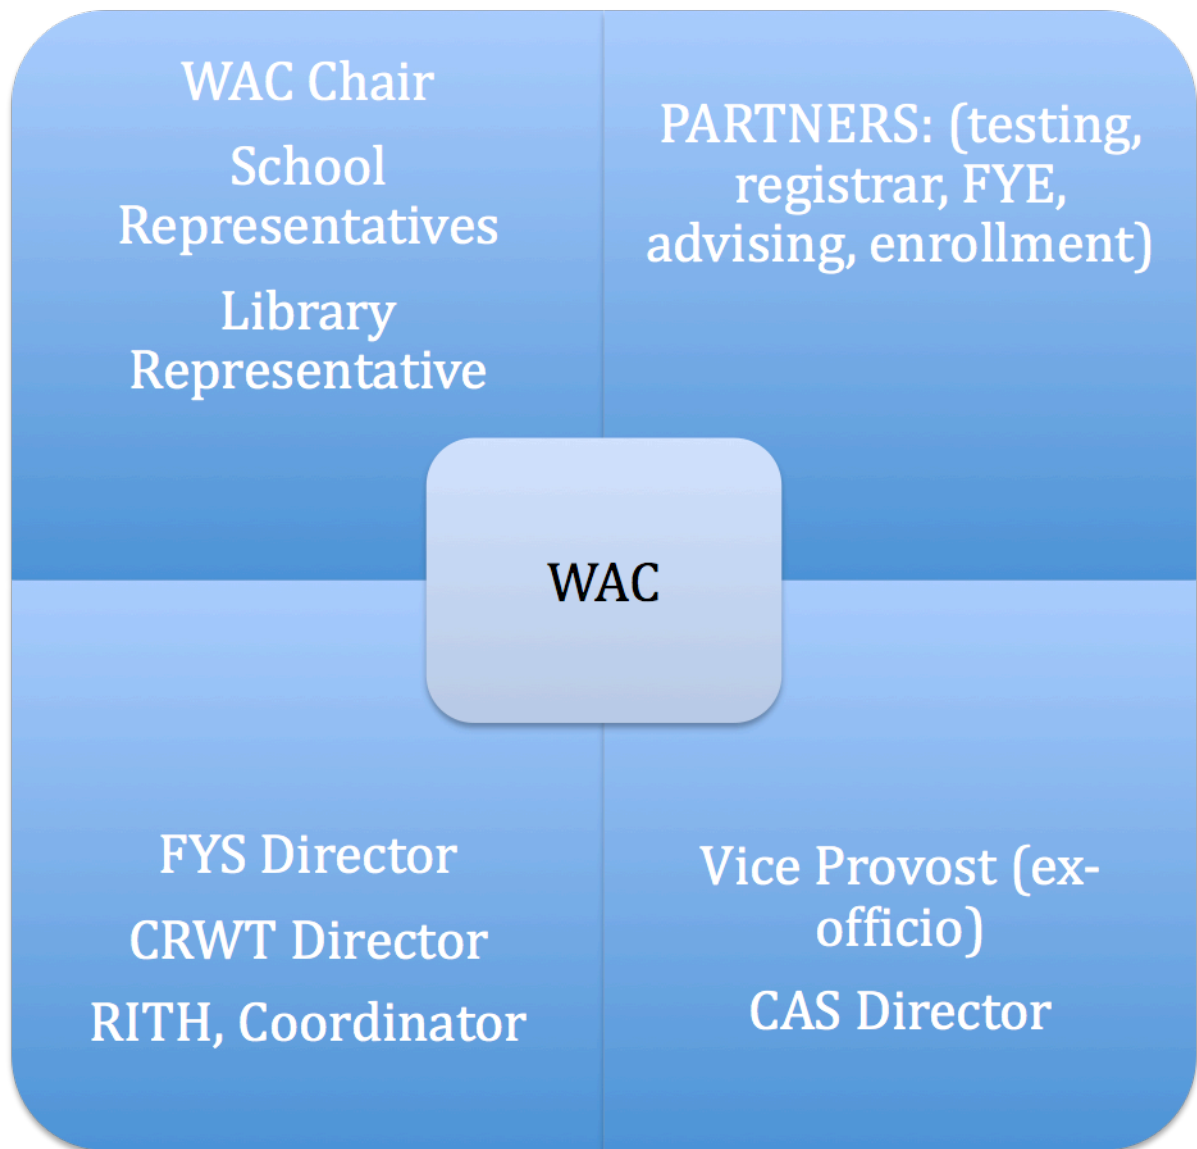 WAC Chair
School
Representatives
Library
Representative
PARTNERS: (testing,
registrar, FYE,
advising, enrollment)
WAC
FYS Director
CRWT Director
RITH, Coordinator
Vice Provost (ex-
officio)
CAS Director